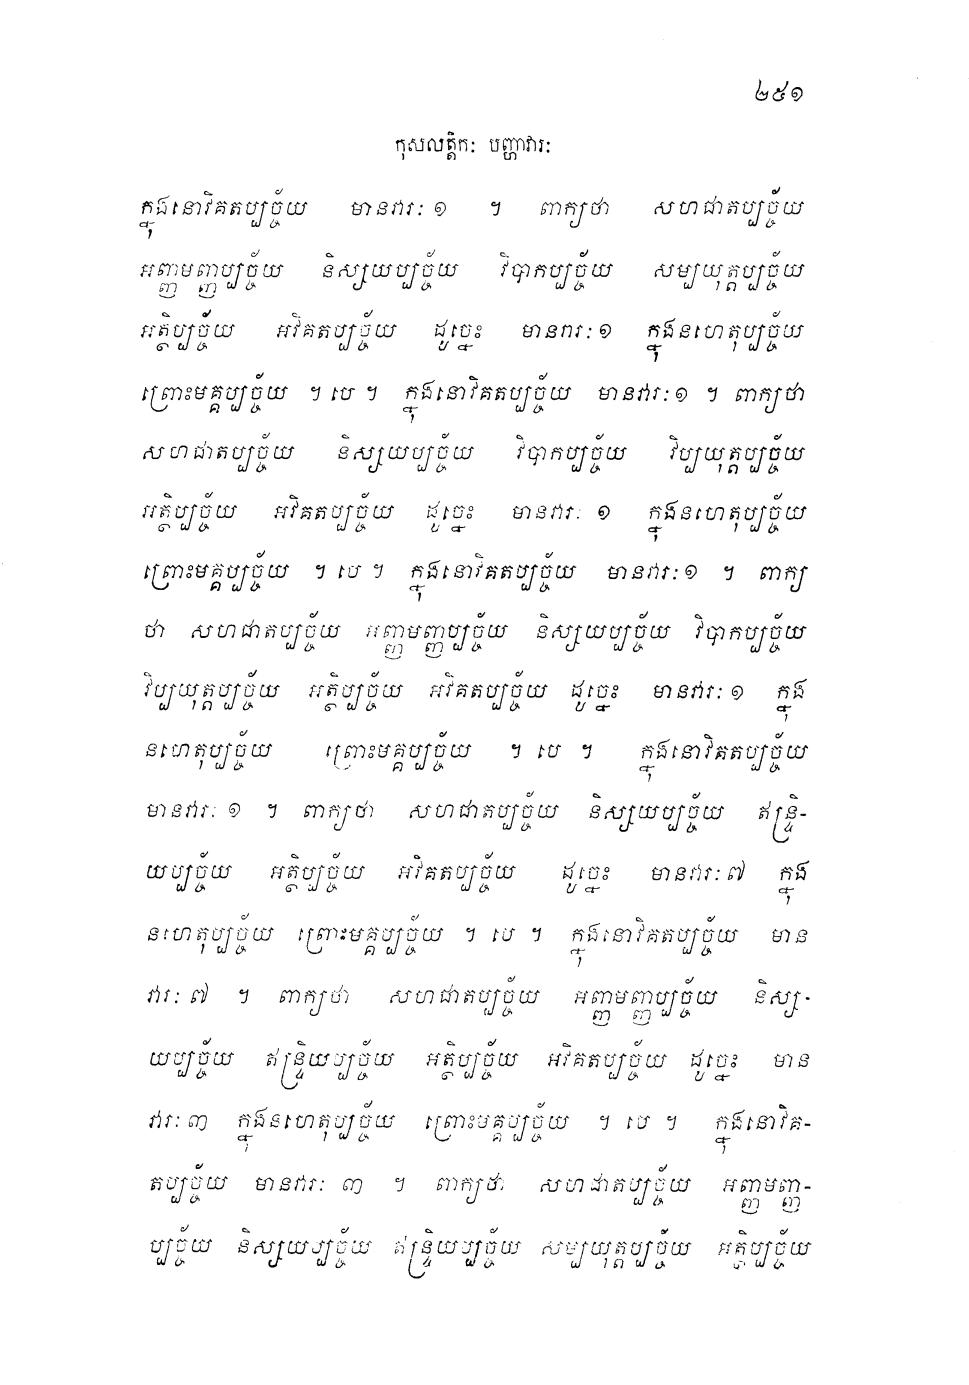 ២៥១
កុសលត្តិកៈ បញ្ហាវារៈ
ក្នុងនោវិគតប្បច្ច័យ មានវារៈ ១ ។ ពាក្យថា សហជាតប្បច្ច័យ
អញ្ញាមញ្ញប្បច្ច័យ និស្សយប្បច្ច័យ វិបាកប្បច្ច័យ សម្បយុត្តប្បច្ច័យ
អត្ថិប្បច្ច័យ អវិគតប្បច្ច័យ ដូច្នេះ មានវារៈ ១ ក្នុងនហេតុប្បច្ច័យ
ព្រោះមគ្គប្បច្ច័យ ។ បេ ។ ក្នុងនោវិគតប្បច្ច័យ មានវារៈ ១ ។ ពាក្យថា
សហជាតប្បច្ច័យ និស្សយប្បច្ច័យ វិបាកប្បច្ច័យ វិប្បយុត្តប្បច្ច័យ
អត្ថិប្បច្ច័យ អវិគតប្បច្ច័យ ដូច្នេះ មានវារៈ ១ ក្នុងនហេតុប្បច្ច័យ
ព្រោះមគ្គប្បច្ច័យ ។ បេ ។ ក្នុងនោវិគតប្បច្ច័យ មានវារៈ ១ ។ ពាក្យ
ថា សហជាតប្បច្ច័យ អញ្ញាមញ្ញប្បច្ច័យ និស្សយប្បច្ច័យ វិបាកប្បច្ច័យ
វិប្បយុត្តប្បច្ច័យ អត្ថិប្បច្ច័យ អវិគតប្បច្ច័យ ដូច្នេះ មានវារៈ ១ ក្នុង
នហេតុប្បច្ច័យ ព្រោះមគ្គប្បច្ច័យ ។ បេ ។ ក្នុងនោវិគតប្បច្ច័យ
មានវារៈ ១ ។ ពាក្យថា សហជាតប្បច្ច័យ និស្សយប្បច្ច័យ ឥន្ទ្រិ-
យប្បច្ច័យ អត្ថិប្បច្ច័យ អវិគតប្បច្ច័យ ដូច្នេះ មានវារៈ ៧ ក្នុង
នហេតុប្បច្ច័យ ព្រោះមគ្គប្បច្ច័យ ។ បេ ។ ក្នុងនោវិគតប្បច្ច័យ មាន
វារៈ ៧ ។ ពាក្យថា សហជាតប្បច្ច័យ អញ្ញាមញ្ញប្បច្ច័យ និស្ស-
យប្បច្ច័យ ឥន្ទ្រិយប្បច្ច័យ អត្ថិប្បច្ច័យ អវិគតប្បច្ច័យ ដូច្នេះ មាន
វារៈ ៣ ក្នុងនហេតុប្បច្ច័យ ព្រោះមគ្គប្បច្ច័យ ។ បេ ។ ក្នុងនោវិគ-
តប្បច្ច័យ មានវារៈ ៣ ។ ពាក្យថា សហជាតប្បច្ច័យ អញ្ញាមញ្ញា-
ប្បច្ច័យ និស្សយប្បច្ច័យ ឥន្ទ្រិយប្បច្ច័យ សម្បយុត្តប្បច្ច័យ អត្ថិប្បច្ច័យ